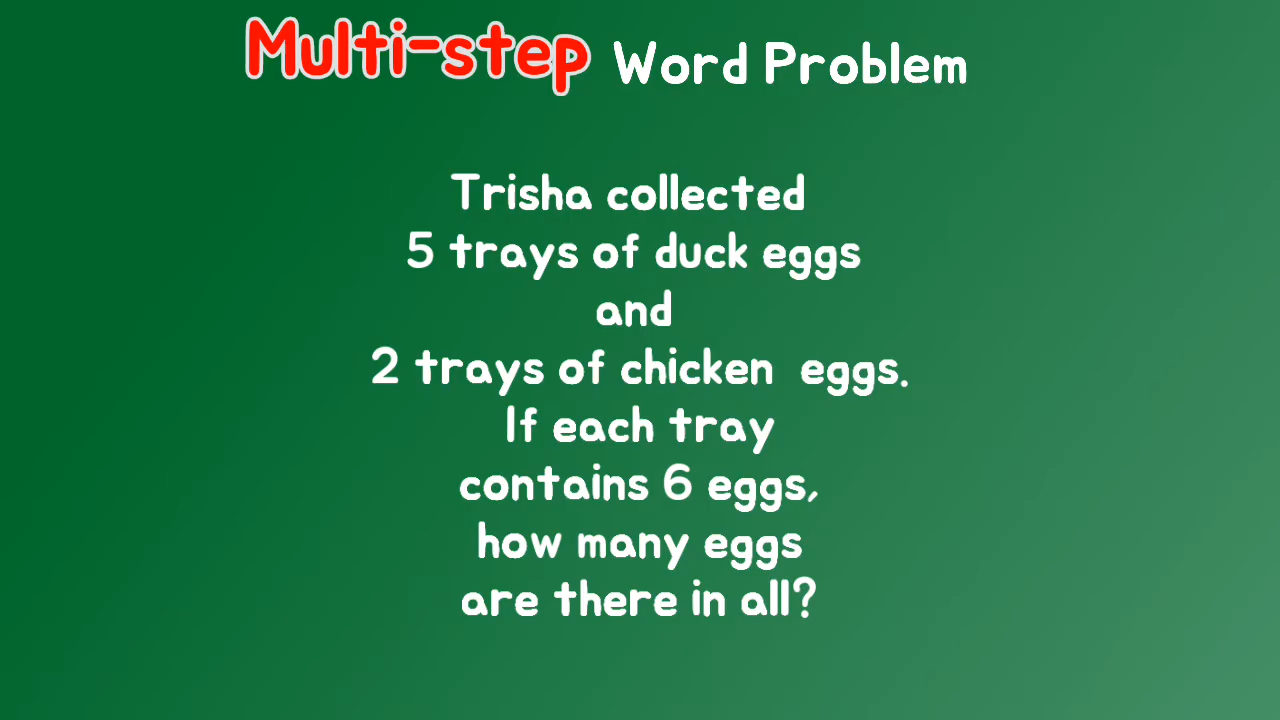 Multi-step Word Problem
Trisha collected
5 trays of duck eggs
and
2 trays of chicken eggs.
If each tray
contains 6 eggs,
how many eggs
are there in all?